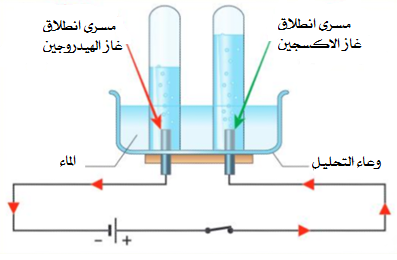 مسرى انطلاق
غاز الاكسجين
مسرى انطلاق
غاز الهيدروجين
وعاء التحليل
الماء
- +